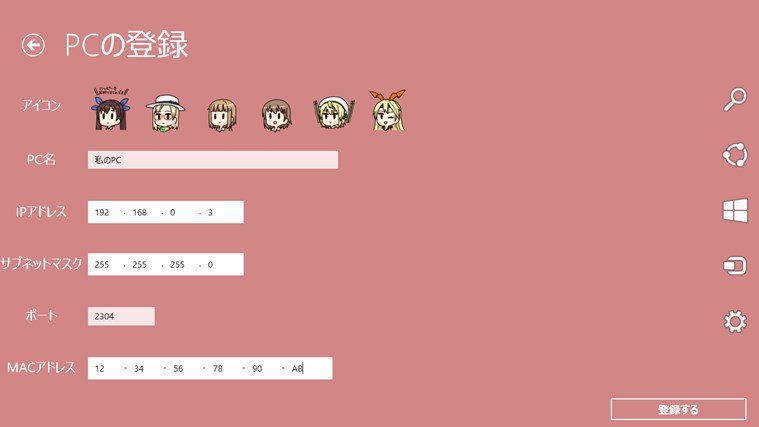 PCの登録
アイコン
PC名
私のPC
IPアドレス
192 . 168 . 0 . 3
サブネットマスク
255 . 255 . 255 . 0
ポート
2304
MACアドレス
12 - 34 - 56 - 78 - 90 - AB
登録する